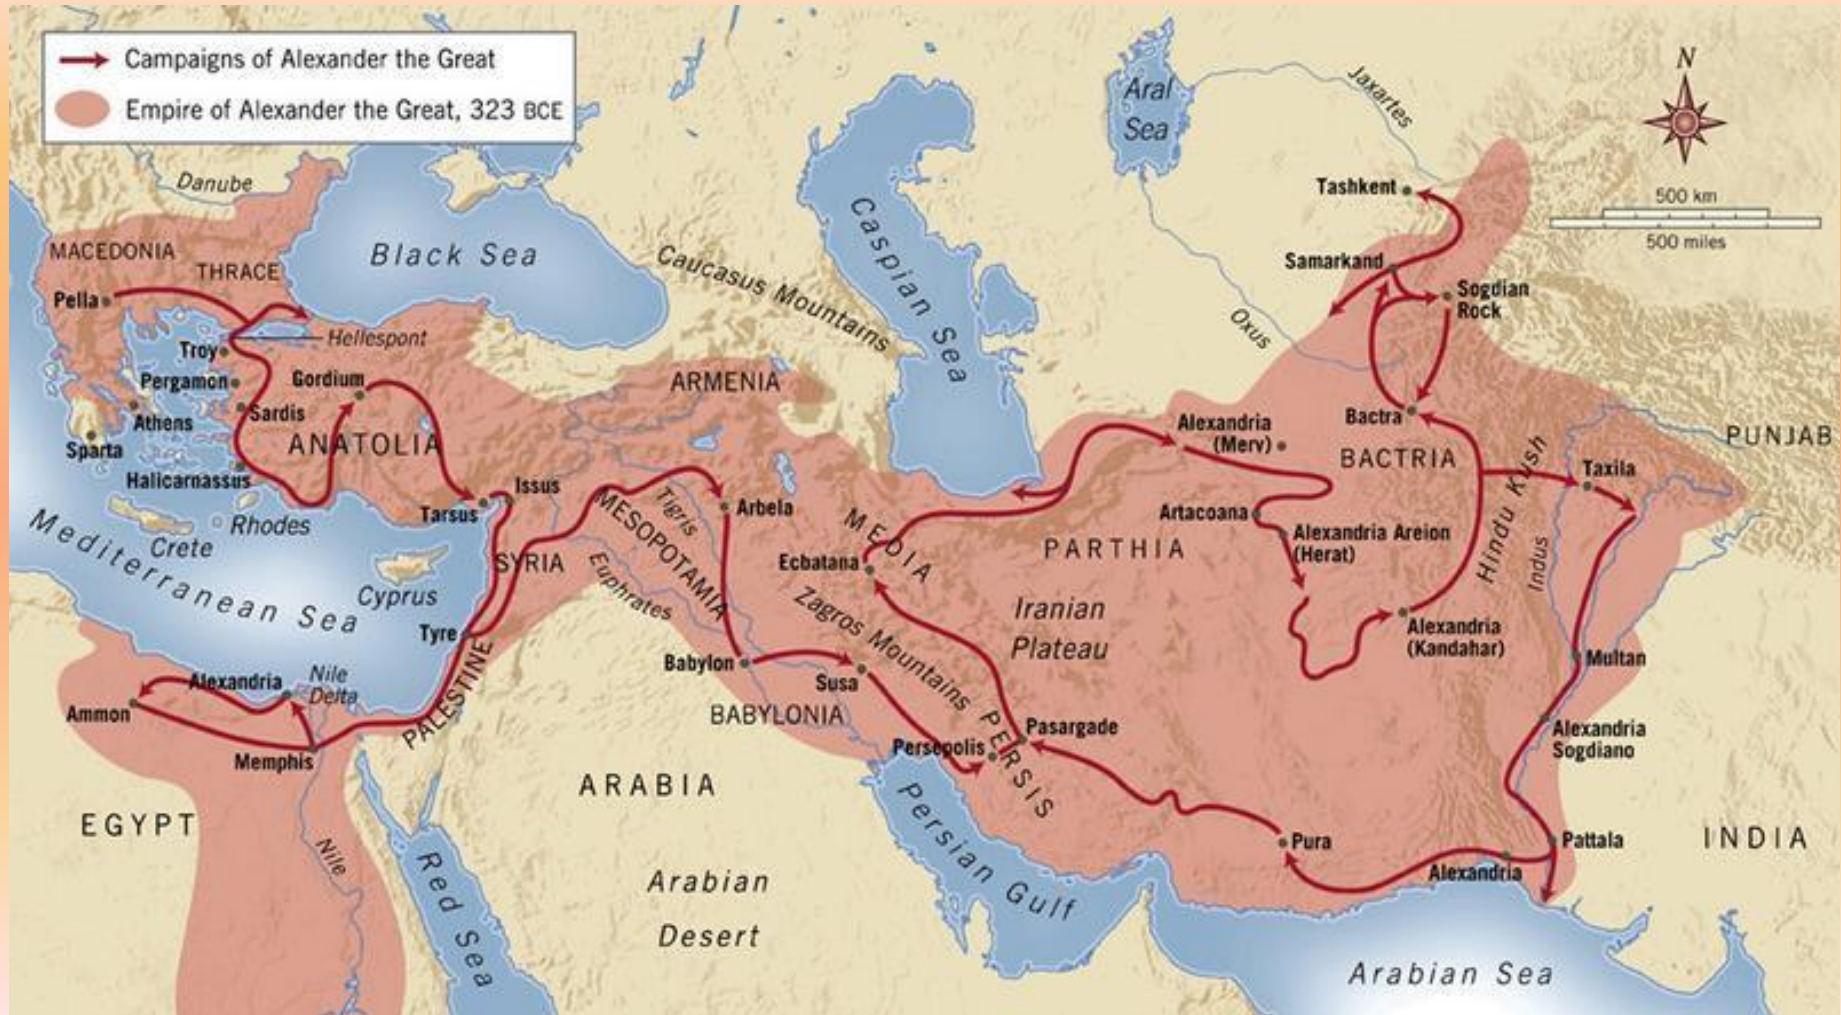 Campaigns of Alexander the Great
Empire of Alexander the Great, 323 BCE
N
500 km
500 miles
Aral
Sea
Jaxartes
Danube
Tashkent
MACEDONIA
THRACE
Black Sea
Caucasus Mountains
Caspian Sea
Samarkand
Sogdian
Rock
Pella
Hellespont
Oxus
Troy
Pergamon
Gordium
ARMENIA
Sardis
Athens
Sparta
ANATOLIA
Bactra
Alexandria
(Merv)
BACTRIA
PUNJAB
Halicarnassus
Issus
Tarsus
Taxila
Hindu Kush
Rhodes
Crete
Mediterranean Sea
Tigris
Arbela
MESOPOTAMIA
MEDIA
Artacoana
Alexandria Areion
(Herat)
PARTHIA
Indus
SYRIA
Euphrates
Ecbatana
Cyprus
Zagros Mountains
Iranian
Plateau
Tyre
Alexandria
(Kandahar)
Babylon
Susa
Multan
PALESTINE
Alexandria
Nile
Delta
Ammon
BABYLONIA
PERSIS
Pasargade
Persepolis
Alexandria
Sogdiano
Memphis
ARABIA
EGYPT
Nile
Red Sea
Persian Gulf
Pura
Pattala
INDIA
Alexandria
Arabian
Desert
Arabian Sea